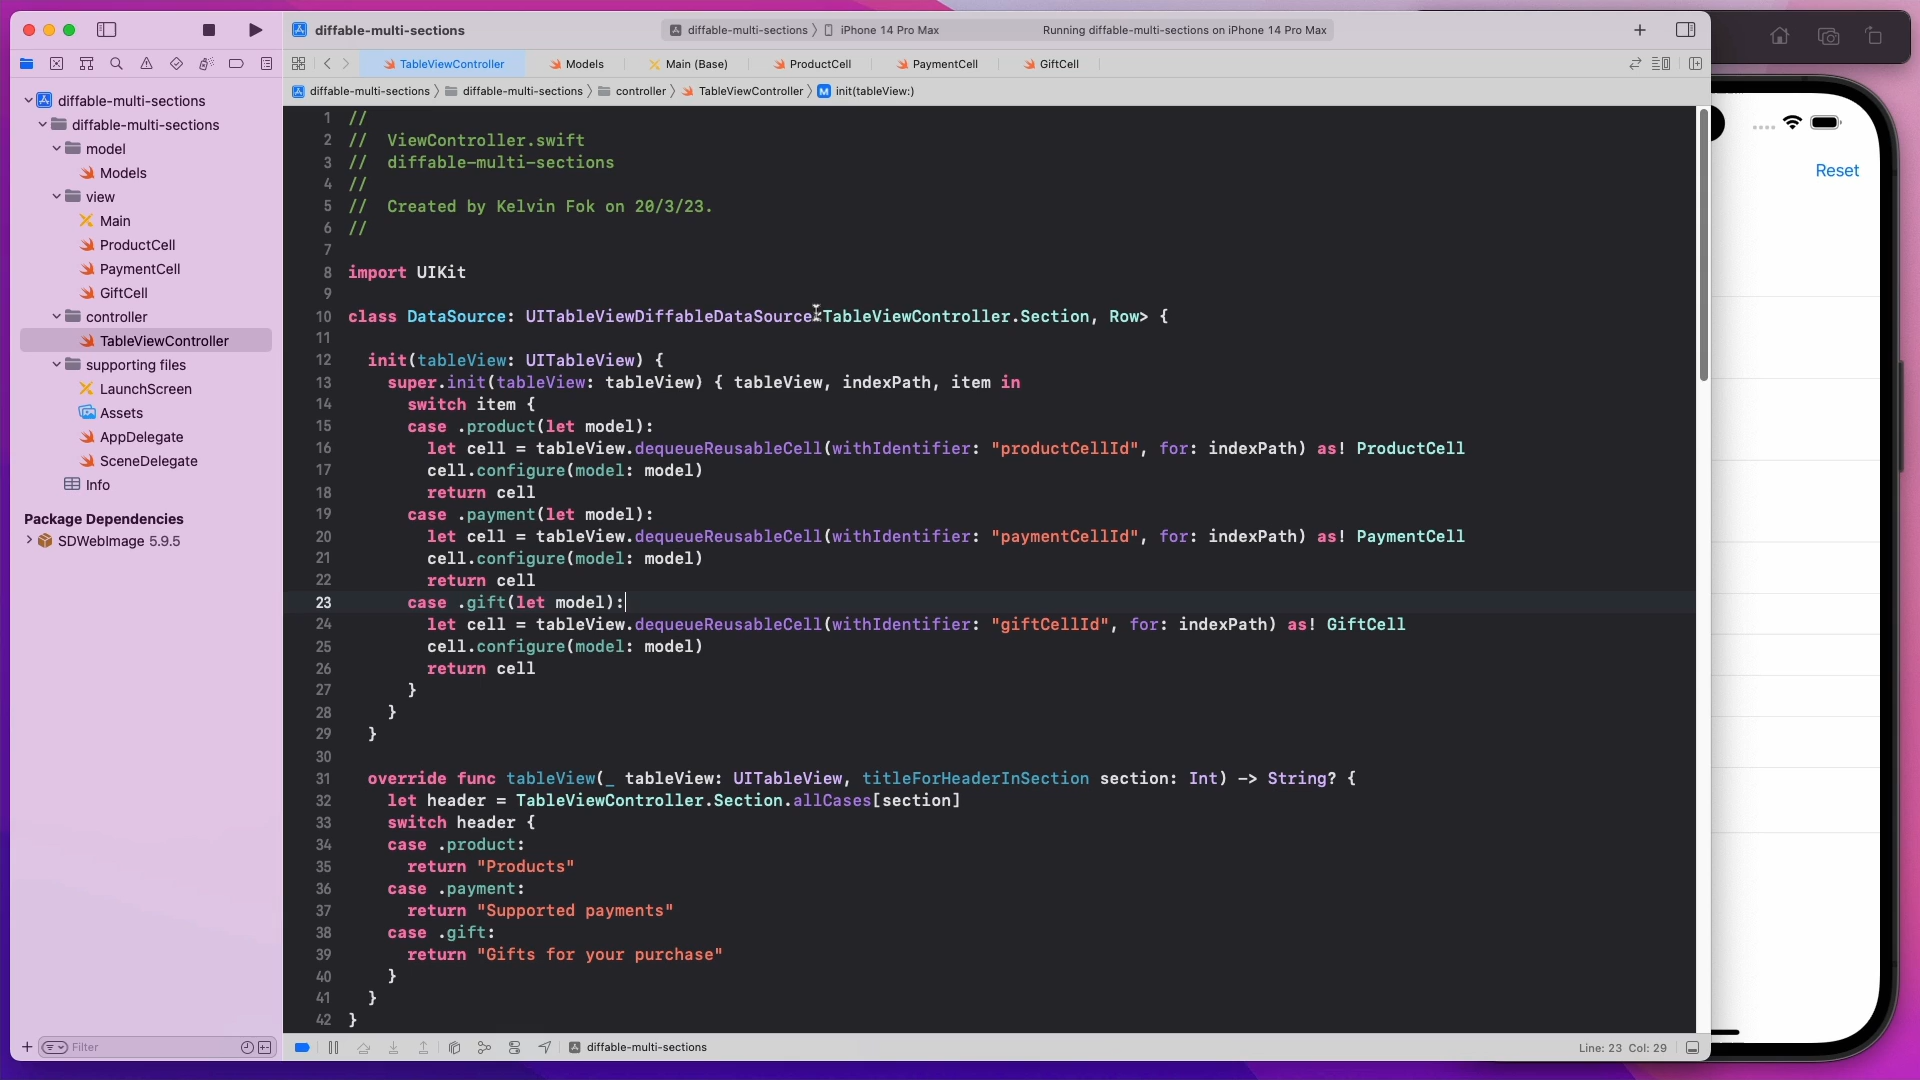 diffable-multi-sections
diffable-multi-sections
iPhone 14 Pro Max
Running diffable-multi-sections on iPhone 14 Pro Max
TableViewController
Models
Main (Base)
ProductCell
PaymentCell
GiftCell
diffable-multi-sections
diffable-multi-sections
controller
TableViewController
M
init(tableView:)
diffable-multi-sections
diffable-multi-sections
model
Models
view
Main
ProductCell
PaymentCell
GiftCell
controller
TableViewController
supporting files
LaunchScreen
Assets
AppDelegate
SceneDelegate
Info
Package Dependencies
SDWebImage 5.9.5
Filter
1 //
2 //  ViewController.swift
3 //  diffable-multi-sections
4 //
5 //  Created by Kelvin Fok on 20/3/23.
6 //
7
8 import UIKit
9
10 class DataSource: UITableViewDiffableDataSource<TableViewController.Section, Row> {
11
12   init(tableView: UITableView) {
13     super.init(tableView: tableView) { tableView, indexPath, item in
14       switch item {
15       case .product(let model):
16         let cell = tableView.dequeueReusableCell(withIdentifier: "productCellId", for: indexPath) as! ProductCell
17         cell.configure(model: model)
18         return cell
19       case .payment(let model):
20         let cell = tableView.dequeueReusableCell(withIdentifier: "paymentCellId", for: indexPath) as! PaymentCell
21         cell.configure(model: model)
22         return cell
23       case .gift(let model):
24         let cell = tableView.dequeueReusableCell(withIdentifier: "giftCellId", for: indexPath) as! GiftCell
25         cell.configure(model: model)
26         return cell
27       }
28     }
29   }
30
31   override func tableView(_ tableView: UITableView, titleForHeaderInSection section: Int) -> String? {
32     let header = TableViewController.Section.allCases[section]
33     switch header {
34     case .product:
35       return "Products"
36     case .payment:
37       return "Supported payments"
38     case .gift:
39       return "Gifts for your purchase"
40     }
41   }
42 }
diffable-multi-sections
Line: 23 Col: 29
Reset